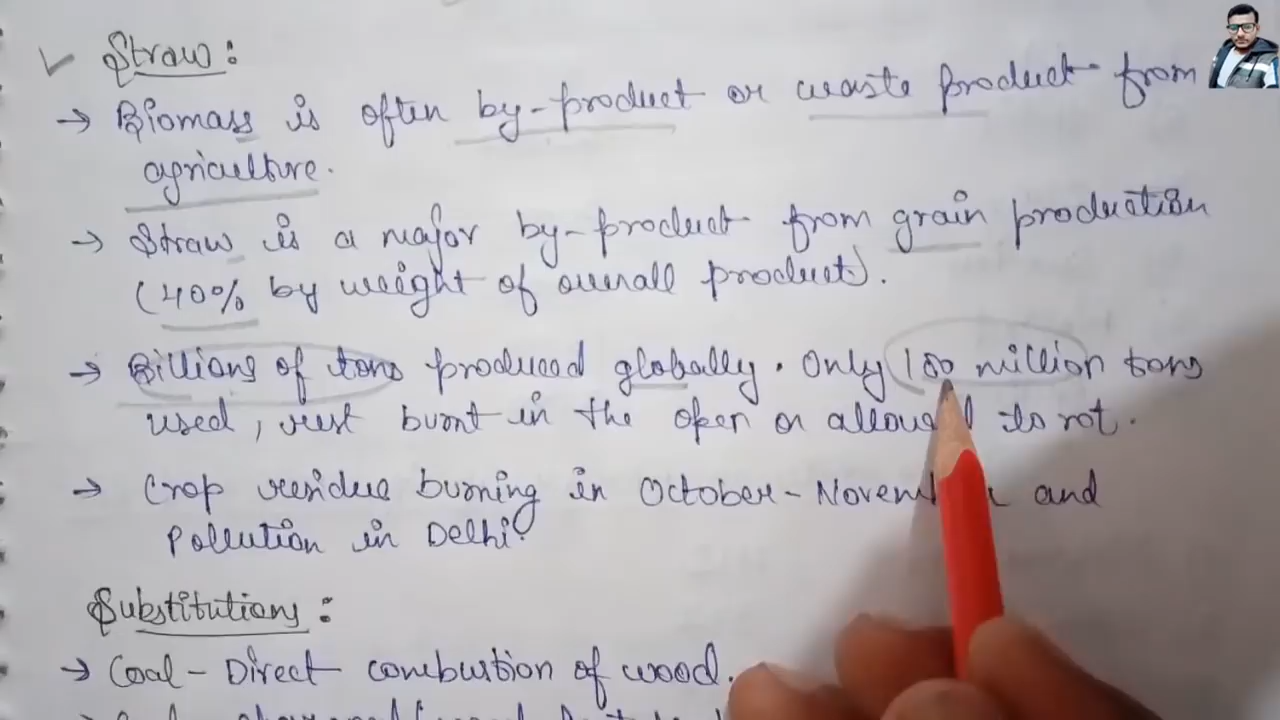 Straw:
→ Biomass is often by-product or waste product from
agriculture.
→ Straw is a major by-product from grain production
(40% by weight of overall product).
→ Billions of tons produced globally. Only 100 million tons
used, rest burnt in the open or allowed to rot.
→ Crop residue burning in October-November and
Pollution in Delhi.
Substitutions:
→ Coal - Direct combustion of wood.